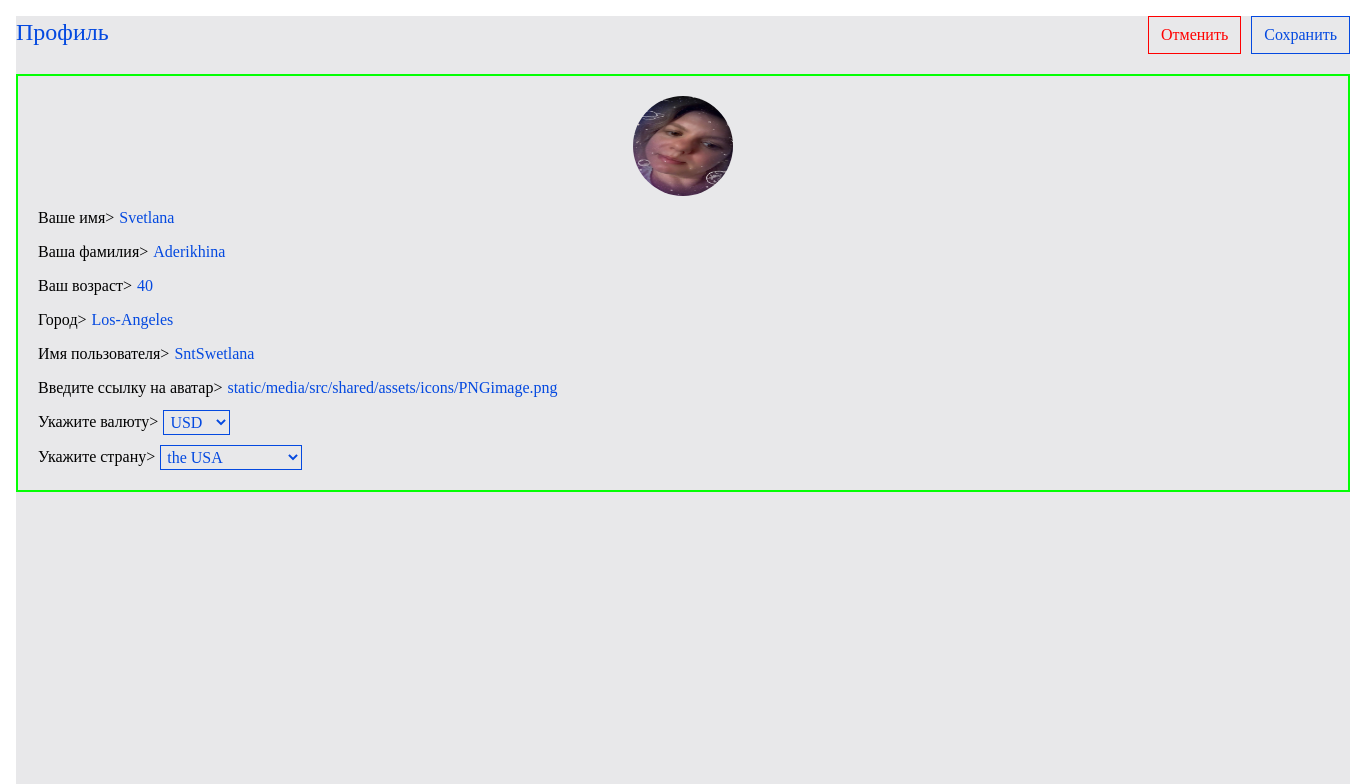 Профиль
Отменить
Сохранить
Ваше имя> Svetlana
Ваша фамилия> Aderikhina
Ваш возраст> 40
Город> Los-Angeles
Имя пользователя> SntSwetlana
Введите ссылку на аватар> static/media/src/shared/assets/icons/PNGimage.png
Укажите валюту> USD
Укажите страну> the USA